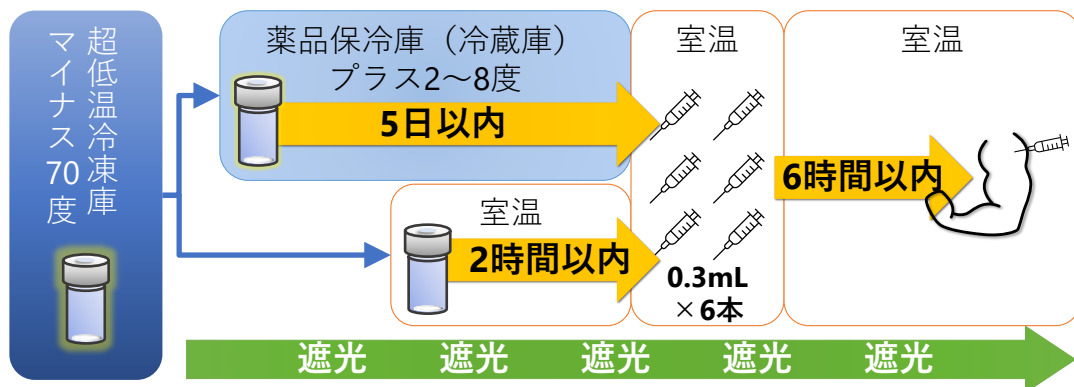 超低温冷凍庫
マイナス70度
薬品保冷庫（冷蔵庫）
プラス2～8度
5日以内
室温
2時間以内
室温
0.3mL
×6本
室温
6時間以内
遮光 遮光 遮光 遮光 遮光